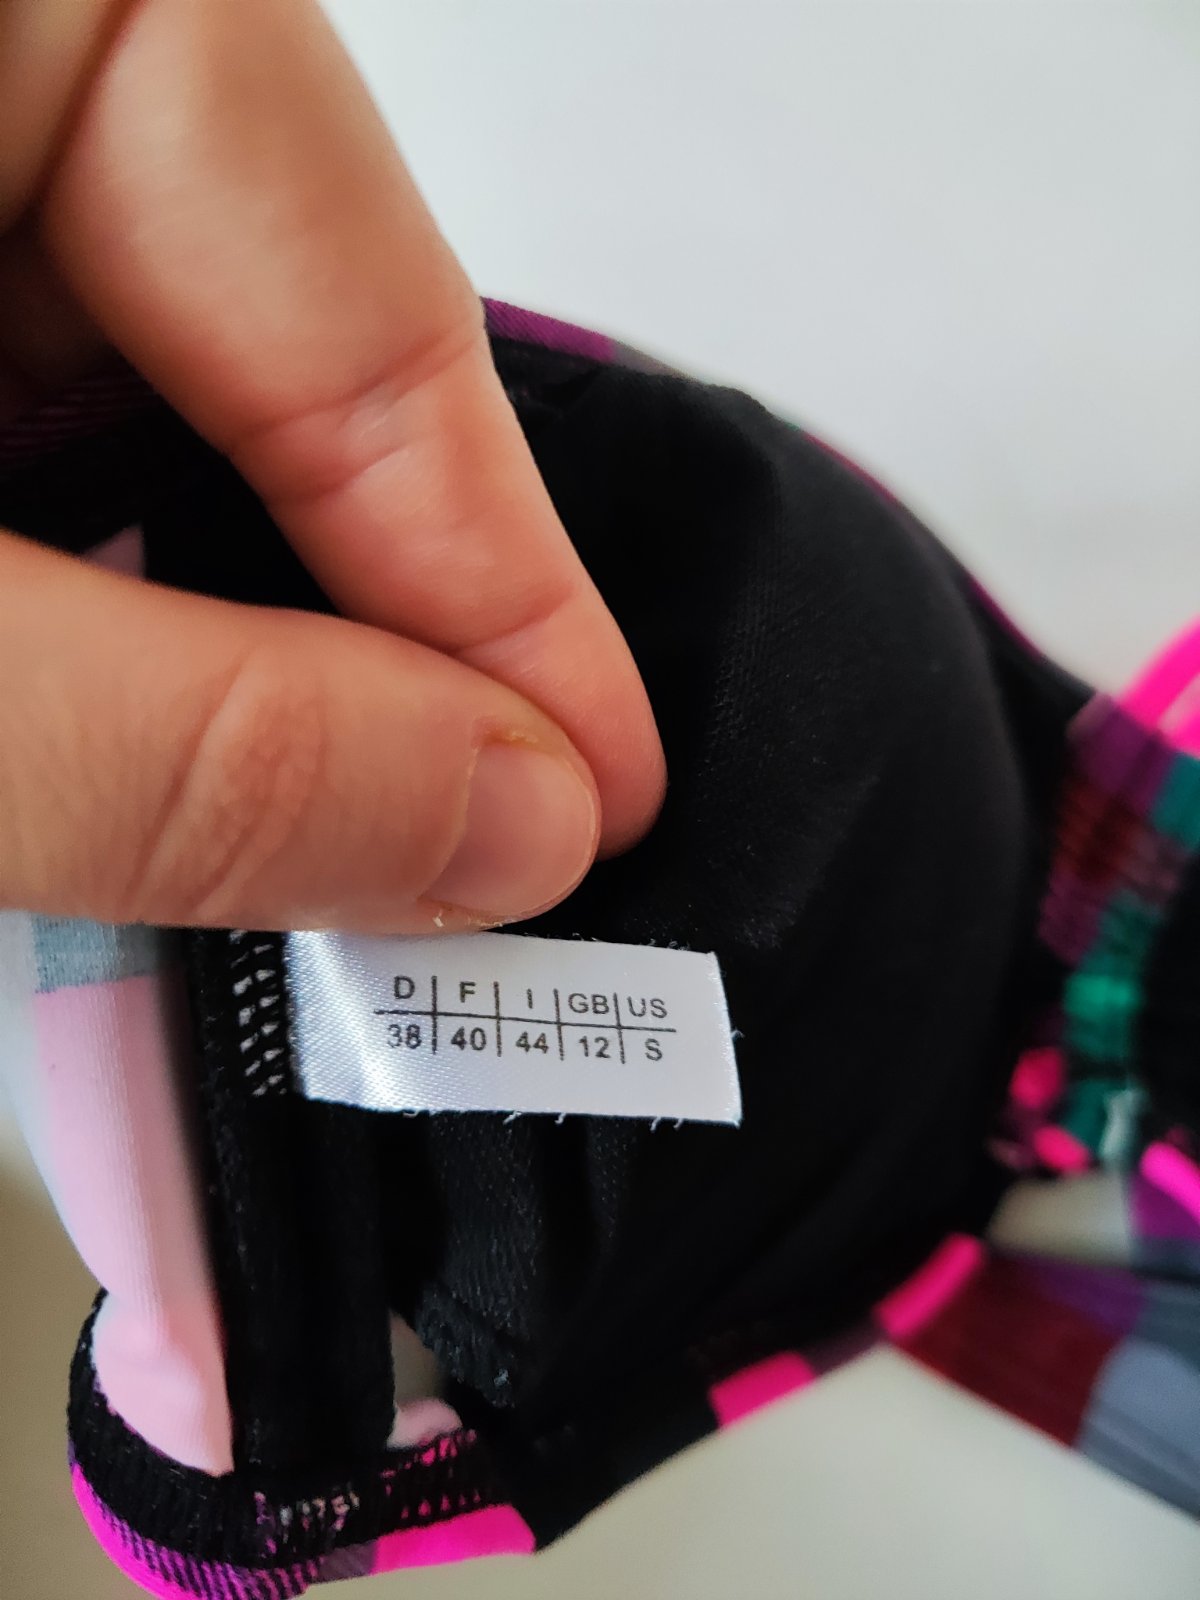 D | F | I | GB | US
38 | 40 | 44 | 12 | S